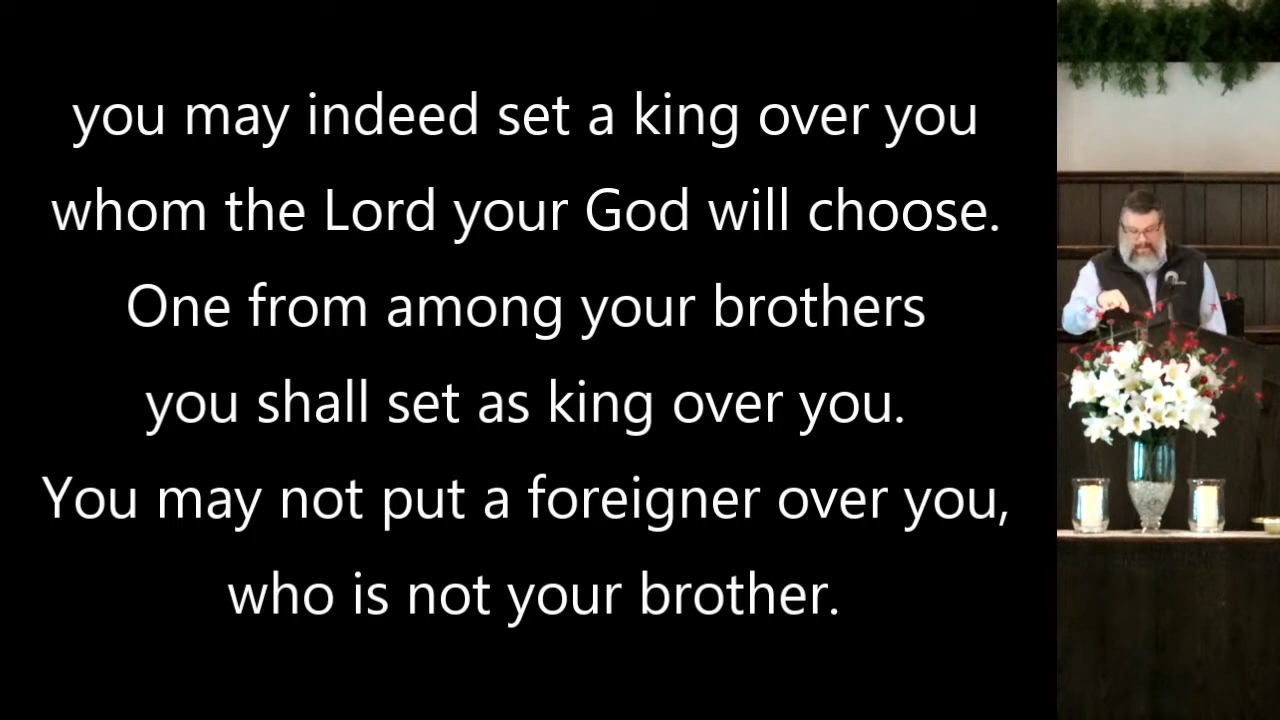 you may indeed set a king over you
whom the Lord your God will choose.
One from among your brothers
you shall set as king over you.
You may not put a foreigner over you,
who is not your brother.